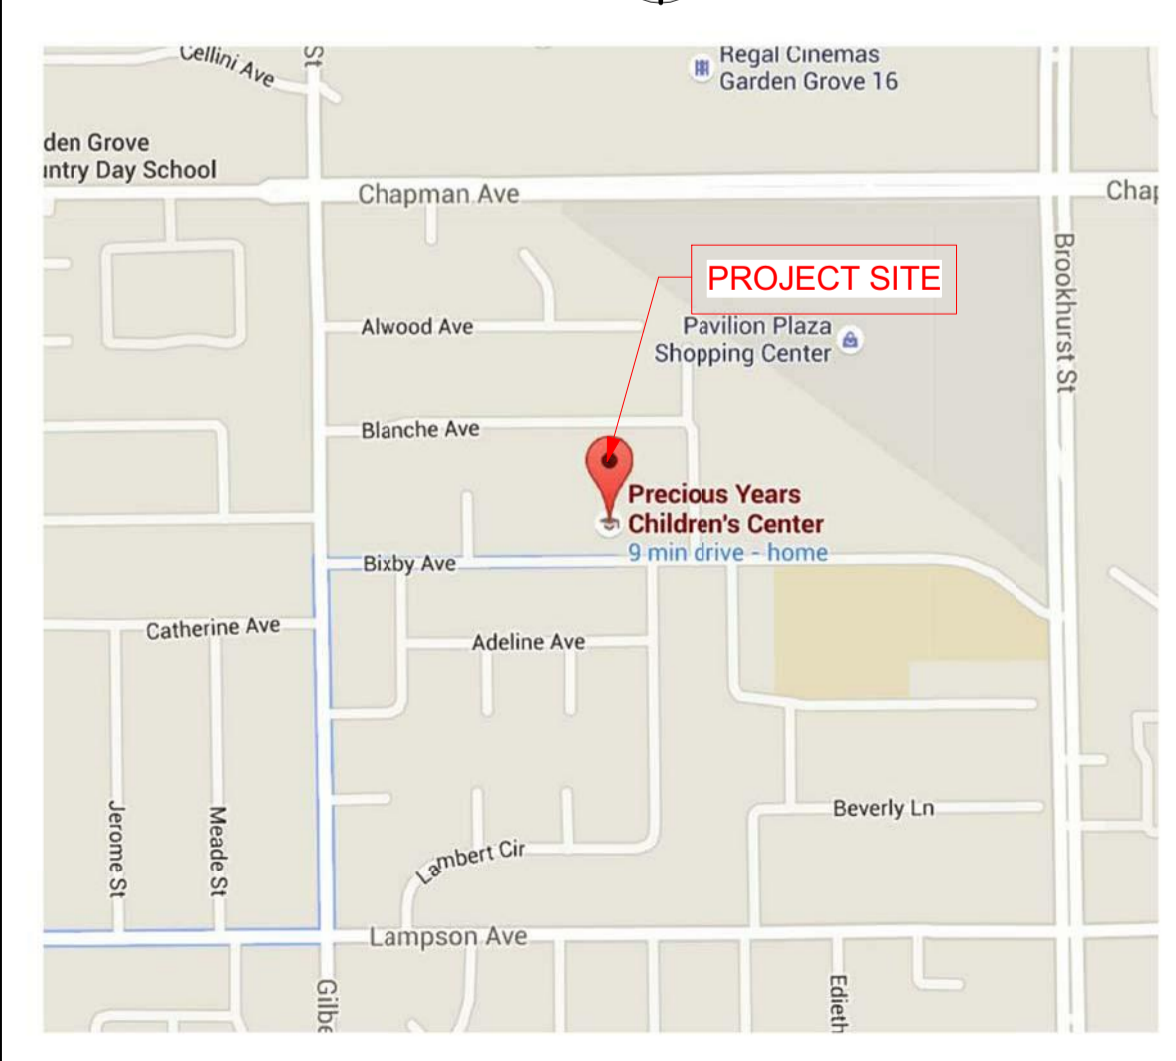 Cellini Ave
St
Regal Cinemas
Garden Grove 16
den Grove
untry Day School
Chapman Ave
Chap
PROJECT SITE
Brookhurst St
Alwood Ave
Pavilion Plaza
Shopping Center
Blanche Ave
Precious Years
Children's Center
9 min drive - home
Bixby Ave
Catherine Ave
Adeline Ave
Jerome St
Meade St
Beverly Ln
Lambert Cir
Lampson Ave
Gilbe
Edieth